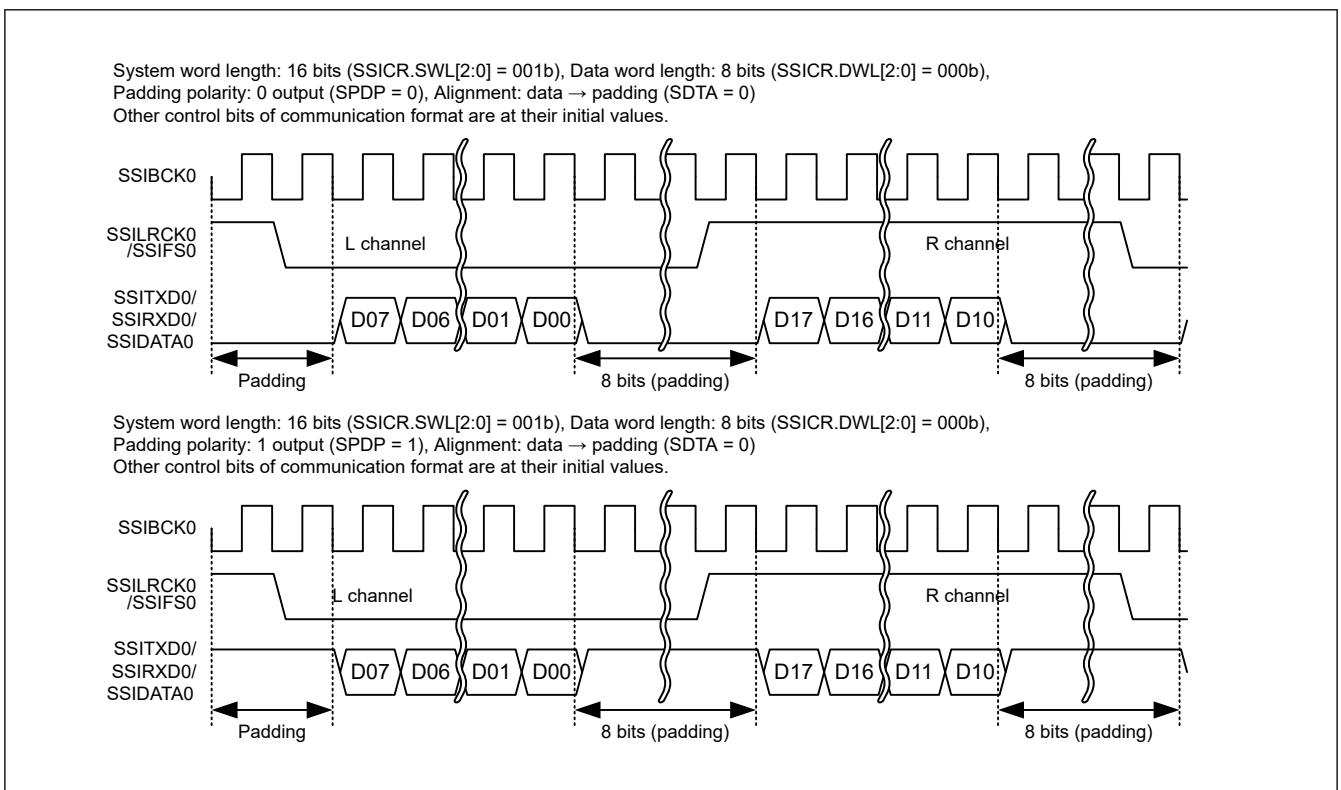 System word length: 16 bits (SSICR.SWL[2:0] = 001b), Data word length: 8 bits (SSICR.DWL[2:0] = 000b),
Padding polarity: 0 output (SPDP = 0), Alignment: data → padding (SDTA = 0)
Other control bits of communication format are at their initial values.
SSIBCK0
SSILRCK0
/SSIFS0
L channel
R channel
SSITXD0/
SSIRXD0/
SSIDATA0
D07 D06 D01 D00 D17 D16 D11 D10
Padding
8 bits (padding)
8 bits (padding)
System word length: 16 bits (SSICR.SWL[2:0] = 001b), Data word length: 8 bits (SSICR.DWL[2:0] = 000b),
Padding polarity: 1 output (SPDP = 1), Alignment: data → padding (SDTA = 0)
Other control bits of communication format are at their initial values.
SSIBCK0
SSILRCK0
/SSIFS0
L channel
R channel
SSITXD0/
SSIRXD0/
SSIDATA0
D07 D06 D01 D00 D17 D16 D11 D10
Padding
8 bits (padding)
8 bits (padding)